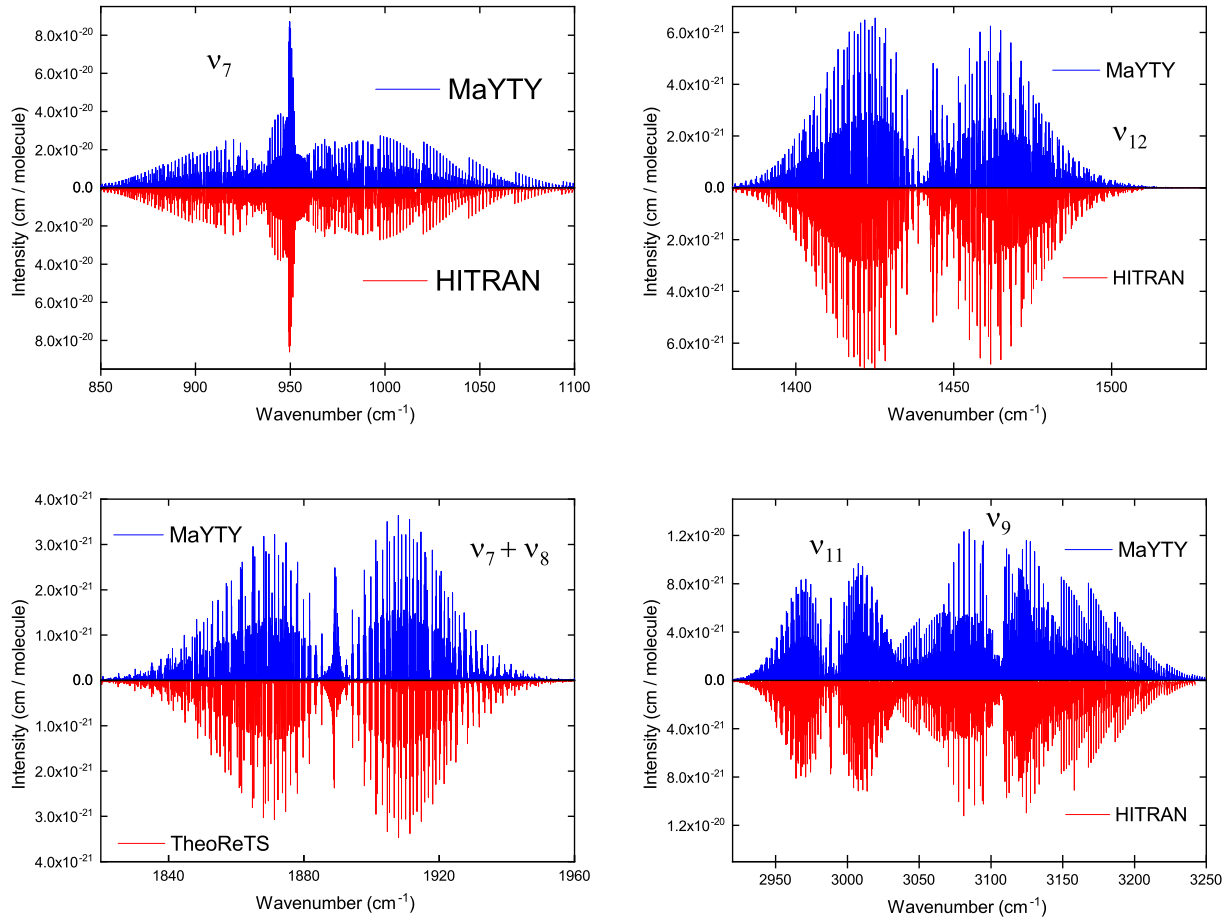 8.0x10⁻²⁰
6.0x10⁻²⁰
4.0x10⁻²⁰
2.0x10⁻²⁰
0.0
2.0x10⁻²⁰
4.0x10⁻²⁰
6.0x10⁻²⁰
8.0x10⁻²⁰
Intensity (cm / molecule)
ν₇
MaYTY
HITRAN
850 900 950 1000 1050 1100
Wavenumber (cm⁻¹)
6.0x10⁻²¹
4.0x10⁻²¹
2.0x10⁻²¹
0.0
2.0x10⁻²¹
4.0x10⁻²¹
6.0x10⁻²¹
Intensity (cm / molecule)
MaYTY
ν₁₂
HITRAN
1400 1450 1500
Wavenumber (cm⁻¹)
4.0x10⁻²¹
3.0x10⁻²¹
2.0x10⁻²¹
1.0x10⁻²¹
0.0
1.0x10⁻²¹
2.0x10⁻²¹
3.0x10⁻²¹
4.0x10⁻²¹
Intensity (cm / molecule)
MaYTY
ν₇ + ν₈
TheoReTS
1840 1880 1920 1960
Wavenumber (cm⁻¹)
1.2x10⁻²⁰
8.0x10⁻²¹
4.0x10⁻²¹
0.0
4.0x10⁻²¹
8.0x10⁻²¹
1.2x10⁻²⁰
Intensity (cm / molecule)
ν₁₁
ν₉
MaYTY
HITRAN
2950 3000 3050 3100 3150 3200 3250
Wavenumber (cm⁻¹)